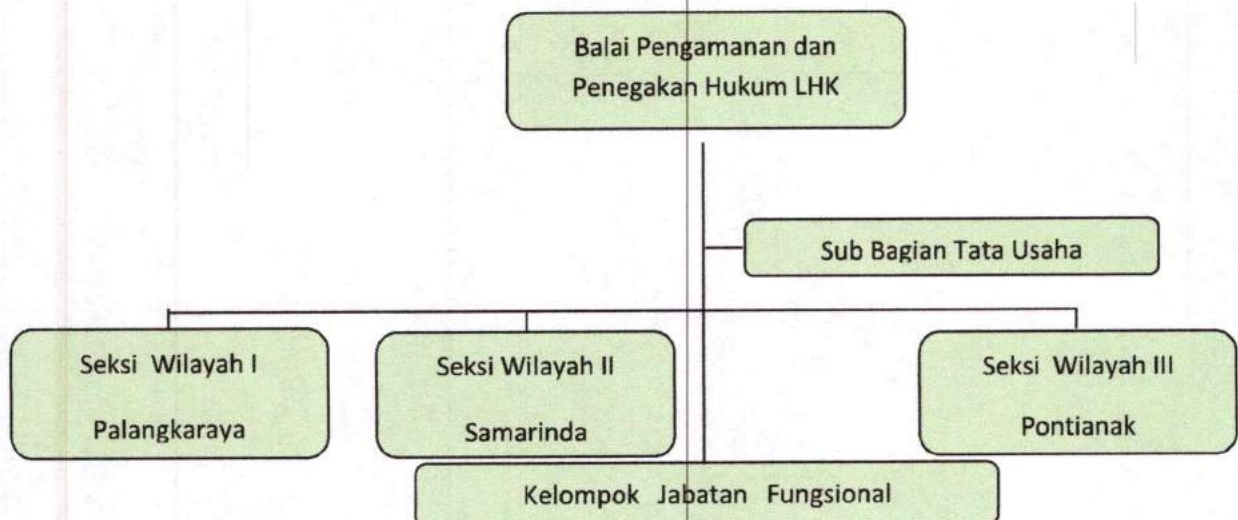 Balai Pengamanan dan
Penegakan Hukum LHK
Sub Bagian Tata Usaha
Seksi Wilayah I
Palangkaraya
Seksi Wilayah II
Samarinda
Seksi Wilayah III
Pontianak
Kelompok Jabatan Fungsional